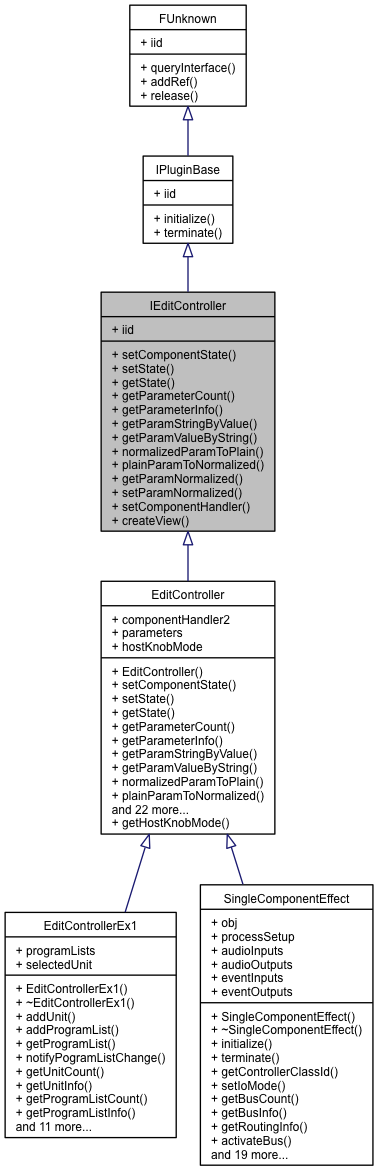 FUnknown
+ iid
+ queryInterface()
+ addRef()
+ release()
IPluginBase
+ iid
+ initialize()
+ terminate()
IEditController
+ iid
+ setComponentState()
+ setState()
+ getState()
+ getParameterCount()
+ getParameterInfo()
+ getParamStringByValue()
+ getParamValueByString()
+ normalizedParamToPlain()
+ plainParamToNormalized()
+ getParamNormalized()
+ setParamNormalized()
+ setComponentHandler()
+ createView()
EditController
+ componentHandler2
+ parameters
+ hostKnobMode
+ EditController()
+ setComponentState()
+ setState()
+ getState()
+ getParameterCount()
+ getParameterInfo()
+ getParamStringByValue()
+ getParamValueByString()
+ normalizedParamToPlain()
+ plainParamToNormalized()
and 22 more...
+ getHostKnobMode()
EditControllerEx1
+ programLists
+ selectedUnit
+ EditControllerEx1()
+ ~EditControllerEx1()
+ addUnit()
+ addProgramList()
+ getProgramList()
+ notifyPogramListChange()
+ getUnitCount()
+ getUnitInfo()
+ getProgramListCount()
+ getProgramListInfo()
and 11 more...
SingleComponentEffect
+ obj
+ processSetup
+ audioInputs
+ audioOutputs
+ eventInputs
+ eventOutputs
+ SingleComponentEffect()
+ ~SingleComponentEffect()
+ initialize()
+ terminate()
+ getControllerClassId()
+ setIoMode()
+ getBusCount()
+ getBusInfo()
+ getRoutingInfo()
+ activateBus()
and 19 more...